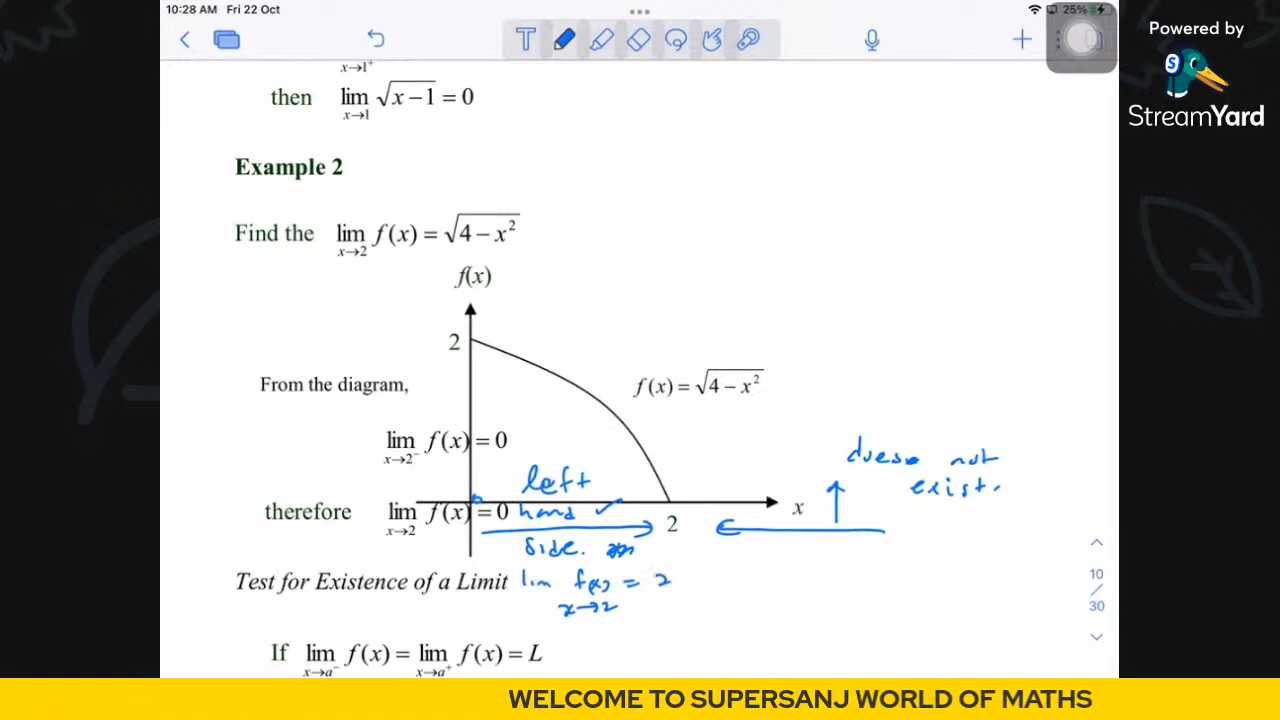 10:28 AM Fri 22 Oct
25%
Powered by
StreamYard
x→1⁺
then lim √(x−1) = 0
x→1
Example 2
Find the lim f(x) = √(4−x²)
x→2
f(x)
2
From the diagram,
f(x) = √(4−x²)
lim f(x) = 0
x→2⁻
does not
exist.
left
therefore lim f(x) = 0
x→2
hand
side.
x
2
10
/
30
Test for Existence of a Limit
lim f(x) = 2
x→2
If lim f(x) = lim f(x) = L
x→a⁻ x→a⁺
WELCOME TO SUPERSANJ WORLD OF MATHS